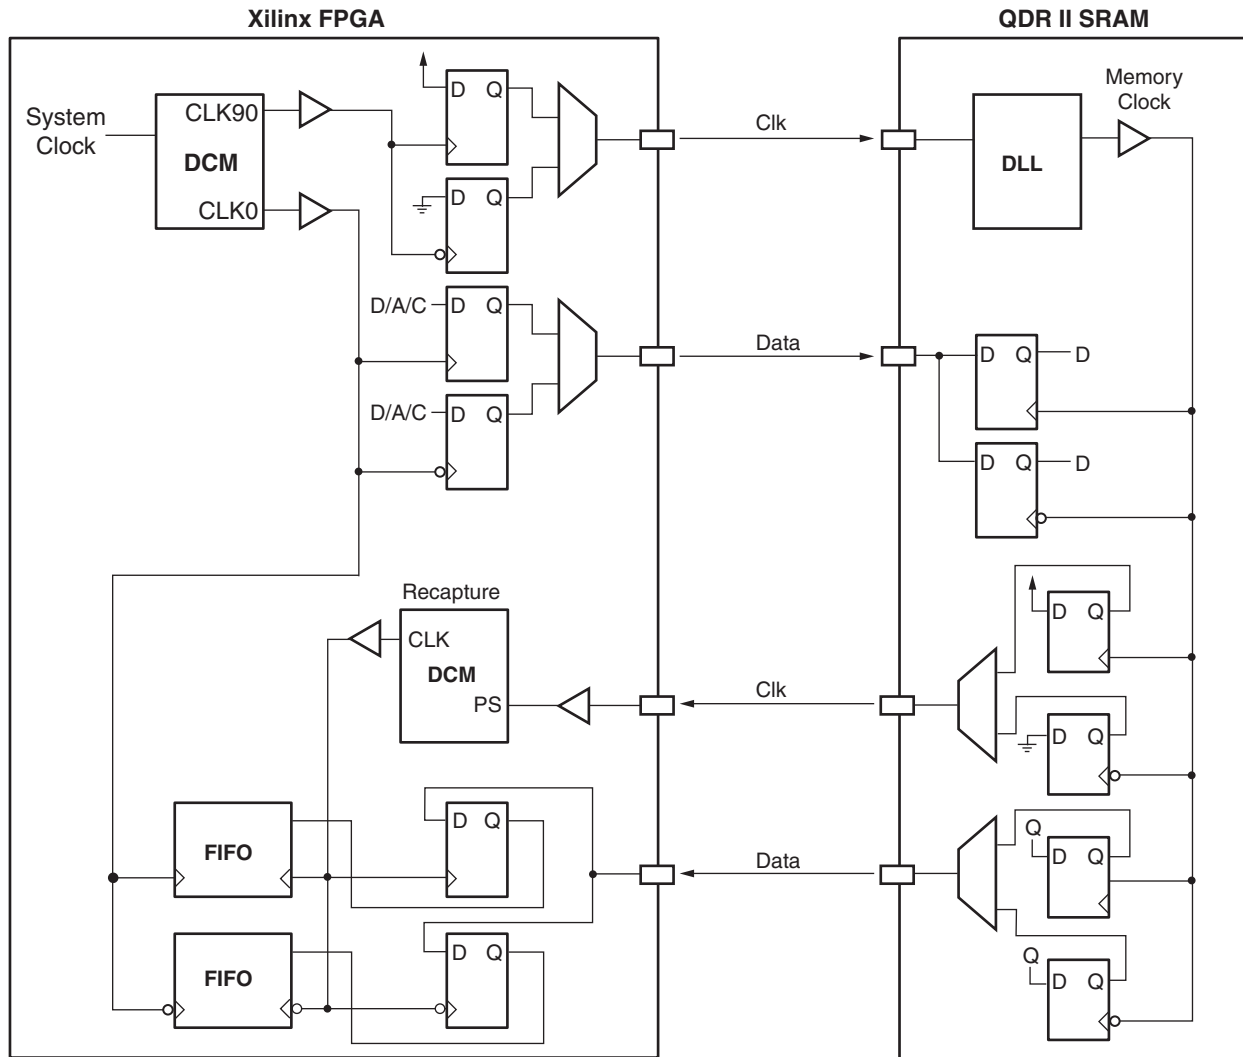 Xilinx FPGA
QDR II SRAM
System
Clock
CLK90
DCM
CLK0
D Q
D Q
Clk
DLL
Memory
Clock
D/A/C
D Q
D/A/C
D Q
Data
D Q
D
D Q
D
Recapture
CLK
DCM
PS
Clk
D Q
D Q
FIFO
D Q
Data
Q
D Q
FIFO
D Q
Q
D Q